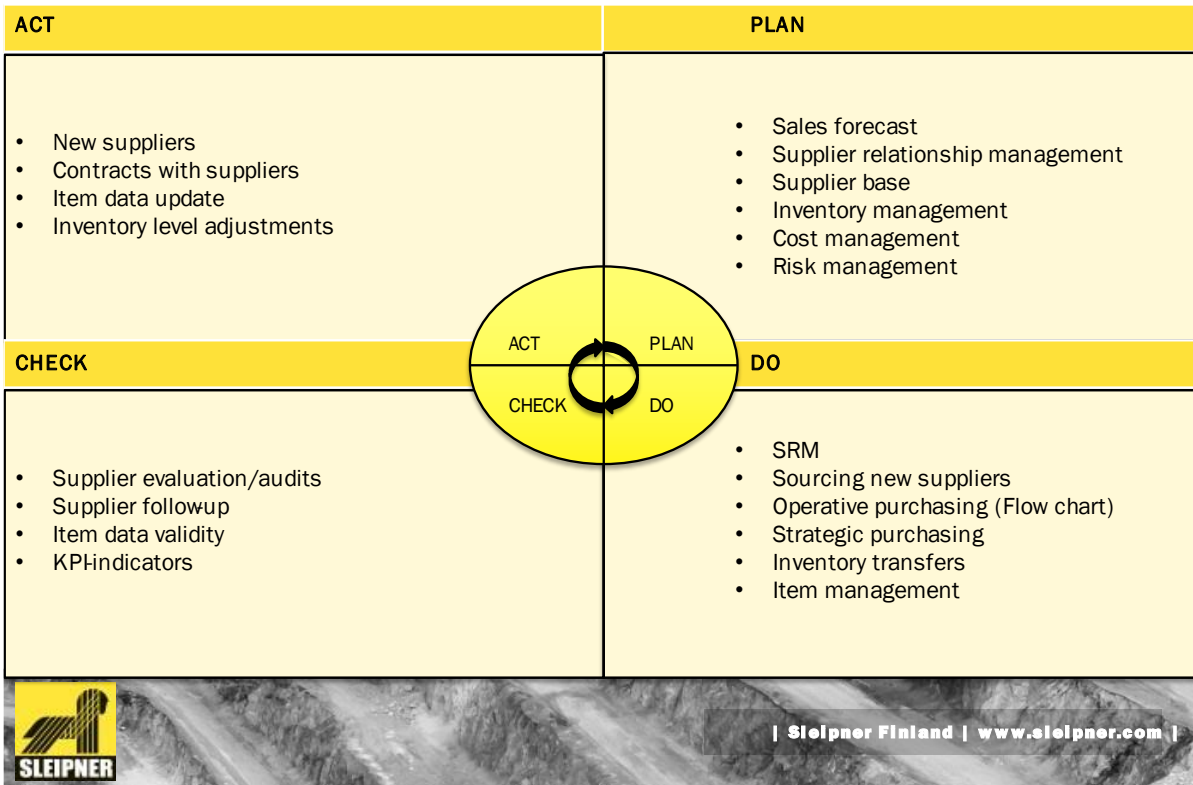 ACT
PLAN
• New suppliers
• Contracts with suppliers
• Item data update
• Inventory level adjustments
• Sales forecast
• Supplier relationship management
• Supplier base
• Inventory management
• Cost management
• Risk management
ACT
PLAN
CHECK
DO
CHECK
DO
• Supplier evaluation/audits
• Supplier follow-up
• Item data validity
• KPI-indicators
• SRM
• Sourcing new suppliers
• Operative purchasing (Flow chart)
• Strategic purchasing
• Inventory transfers
• Item management
SLEIPNER
| Sleipner Finland | www.sleipner.com |